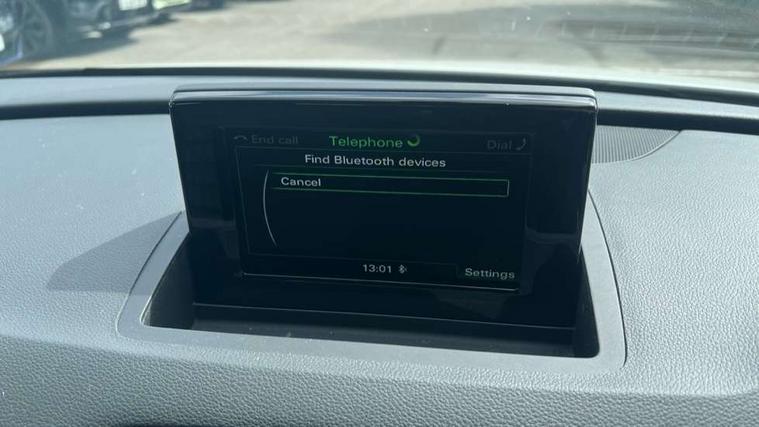 End call Telephone Dial
Find Bluetooth devices
Cancel
13:01
Settings